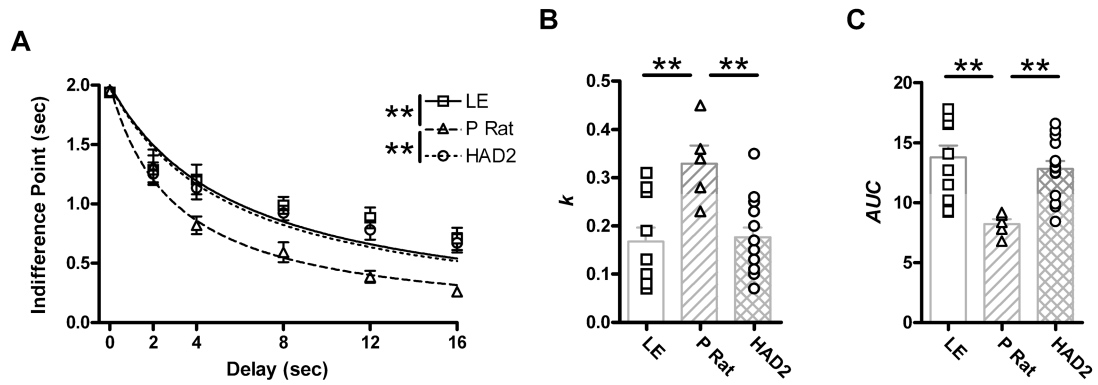 A
Indifference Point (sec)
2.0
1.5
1.0
0.5
0.0
0 2 4 8 12 16
Delay (sec)
** LE
P Rat
** HAD2
B
** **
k
0.5
0.4
0.3
0.2
0.1
0.0
LE P Rat HAD2
C
** **
AUC
20
15
10
5
0
LE P Rat HAD2